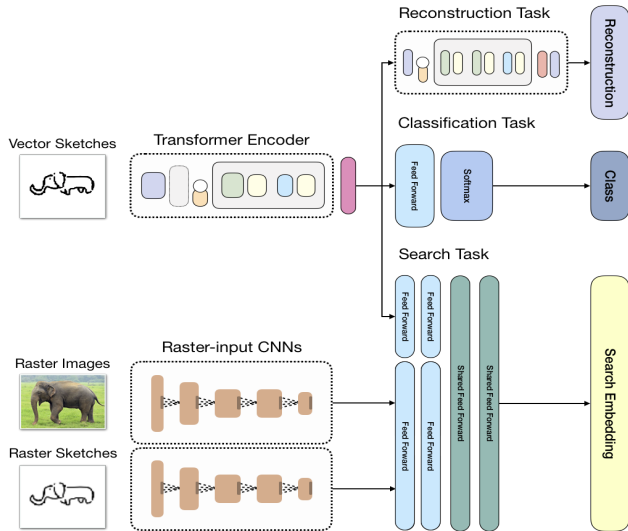 Reconstruction Task
Reconstruction
Vector Sketches
Transformer Encoder
Classification Task
Feed Forward
Softmax
Class
Search Task
Feed Forward
Feed Forward
Shared Feed Forward
Shared Feed Forward
Search Embedding
Raster-input CNNs
Raster Images
Feed Forward
Feed Forward
Raster Sketches